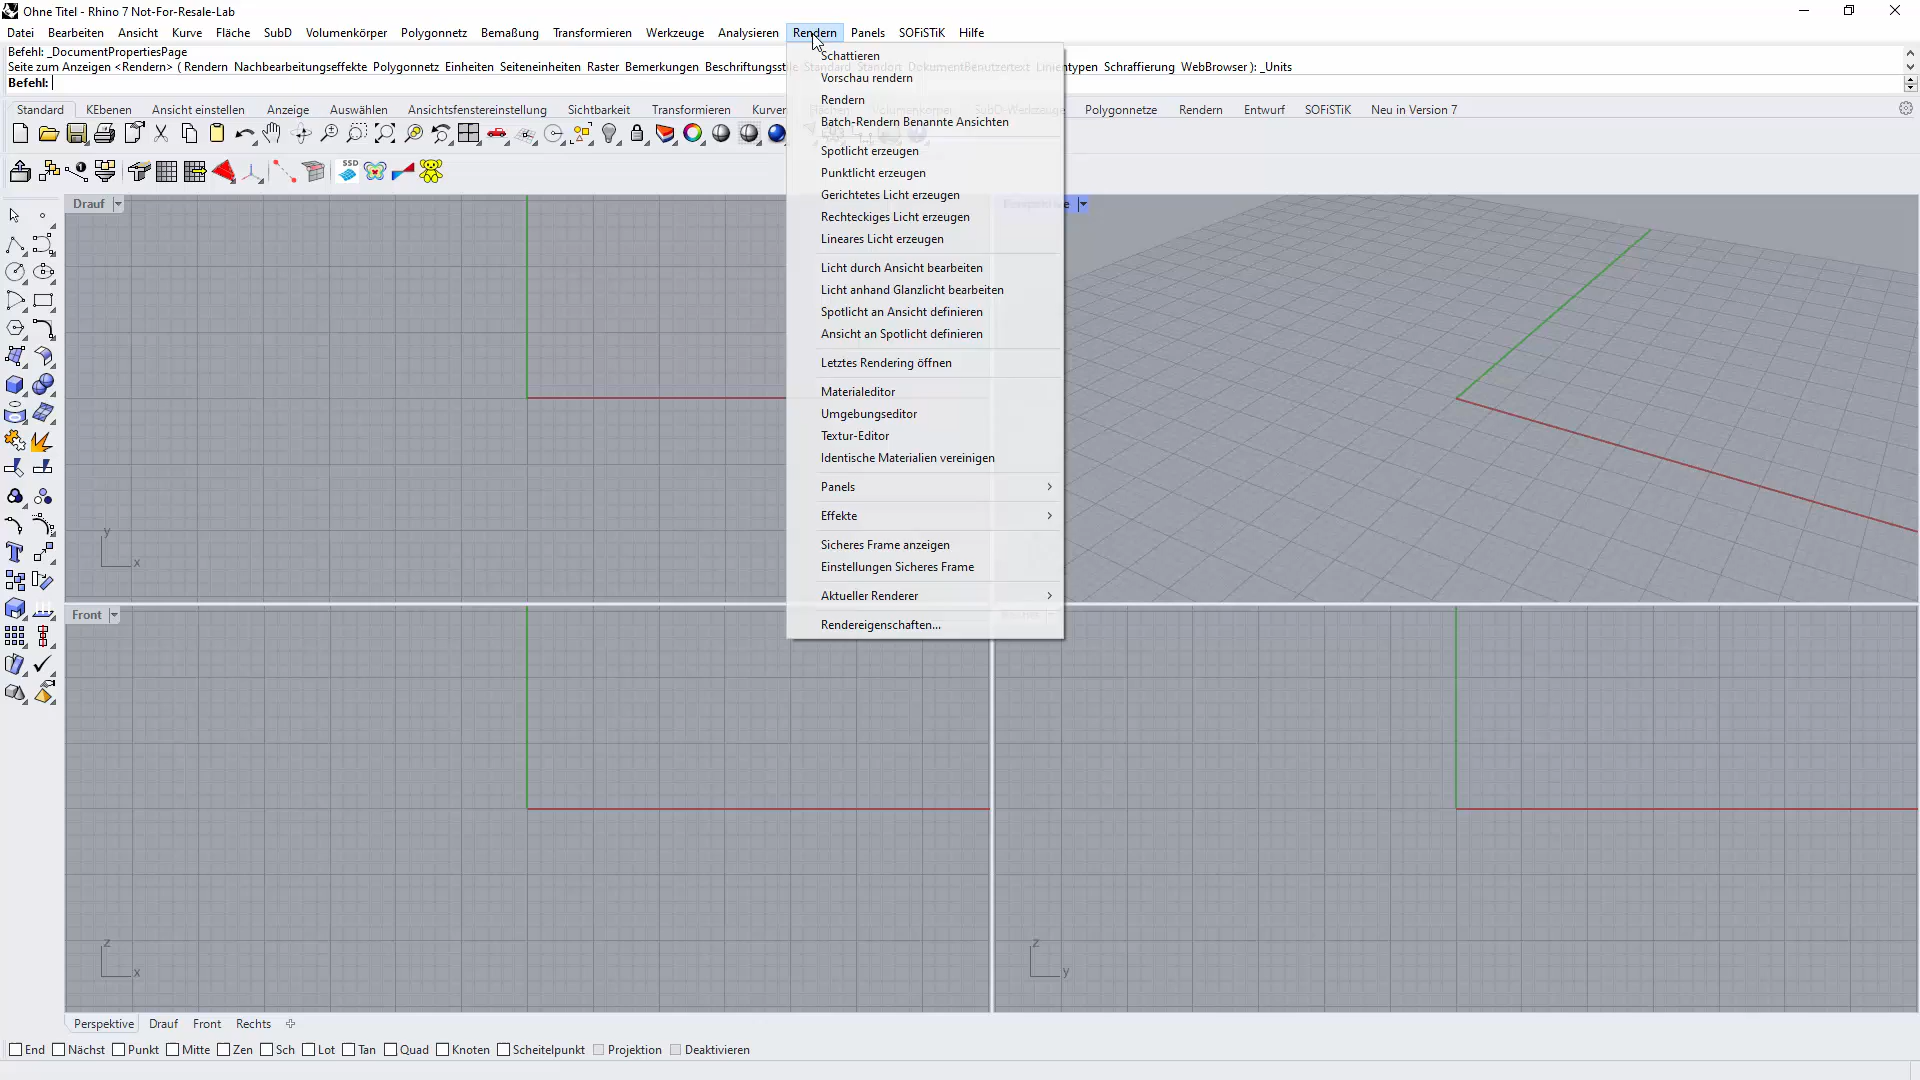 Ohne Titel - Rhino 7 Not-For-Resale-Lab
Datei Bearbeiten Ansicht Kurve Fläche SubD Volumenkörper Polygonnetz Bemaßung Transformieren Werkzeuge Analysieren Rendern Panels SOFiSTiK Hilfe
Befehl: _DocumentPropertiesPage
Seite zum Anzeigen <Rendern> ( Rendern Nachbearbeitungseffekte Polygonnetz Einheiten Seiteneinheiten Raster Bemerkungen Beschriftungsstile Standard Standort DokumentBenutzertext Linientypen Schraffierung WebBrowser ): _Units
Befehl:
Standard KEbenen Ansicht einstellen Anzeige Auswählen Ansichtsfenstereinstellung Sichtbarkeit Transformieren Kurven Polygonnetze Rendern Entwurf SOFiSTiK Neu in Version 7
SSD
Schattieren
Vorschau rendern
Rendern
Batch-Rendern Benannte Ansichten
Spotlicht erzeugen
Punktlicht erzeugen
Gerichtetes Licht erzeugen
Rechteckiges Licht erzeugen
Lineares Licht erzeugen
Licht durch Ansicht bearbeiten
Licht anhand Glanzlicht bearbeiten
Spotlicht an Ansicht definieren
Ansicht an Spotlicht definieren
Letztes Rendering öffnen
Materialeditor
Umgebungseditor
Textur-Editor
Identische Materialien vereinigen
Panels
Effekte
Sicheres Frame anzeigen
Einstellungen Sicheres Frame
Aktueller Renderer
Rendereigenschaften...
Drauf
y
x
Front
z
x
z
y
Perspektive Drauf Front Rechts
End Nächst Punkt Mitte Zen Sch Lot Tan Quad Knoten Scheitelpunkt Projektion Deaktivieren